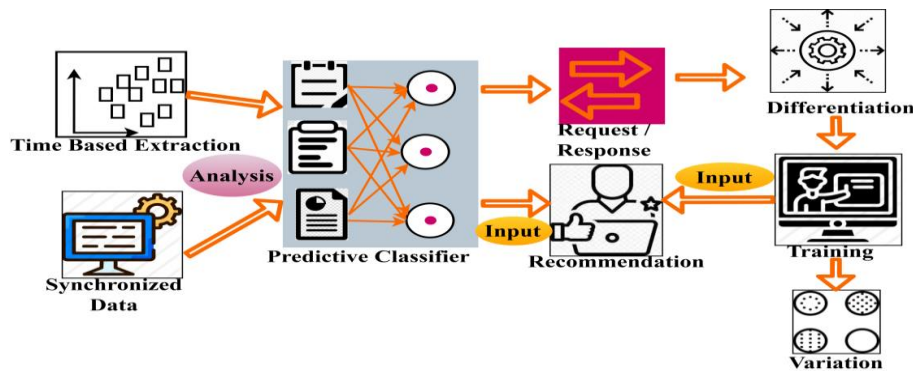 Time Based Extraction
Analysis
Synchronized
Data
Predictive Classifier
Request /
Response
Differentiation
Input
Input
Recommendation
Training
Variation